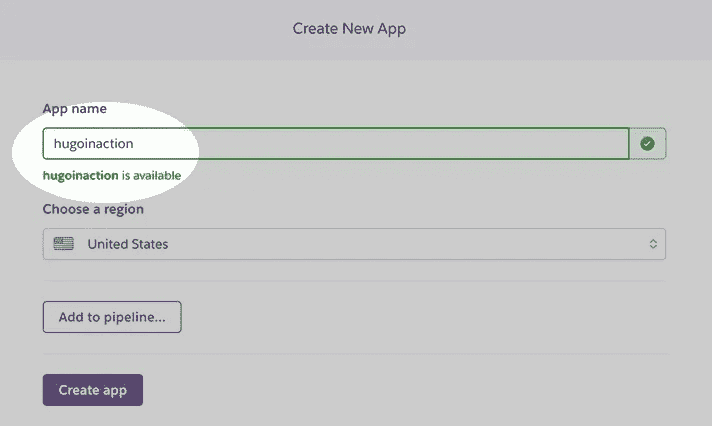 Create New App
App name
hugoinaction
hugoinaction is available
Choose a region
United States
Add to pipeline...
Create app